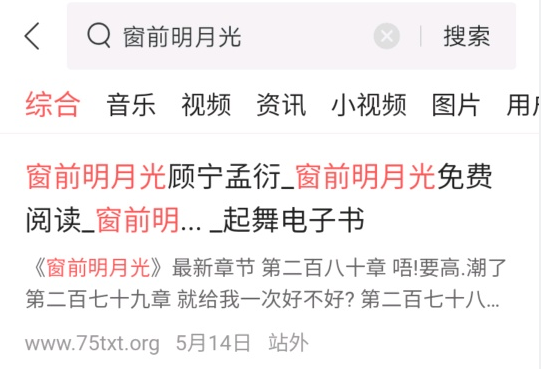 窗前明月光
搜索
综合 音乐 视频 资讯 小视频 图片 用户
窗前明月光顾宁孟衍_窗前明月光免费
阅读_窗前明... _起舞电子书
《窗前明月光》最新章节 第二百八十章 唔!要高.潮了
第二百七十九章 就给我一次好不好? 第二百七十八...
www.75txt.org 5月14日 站外